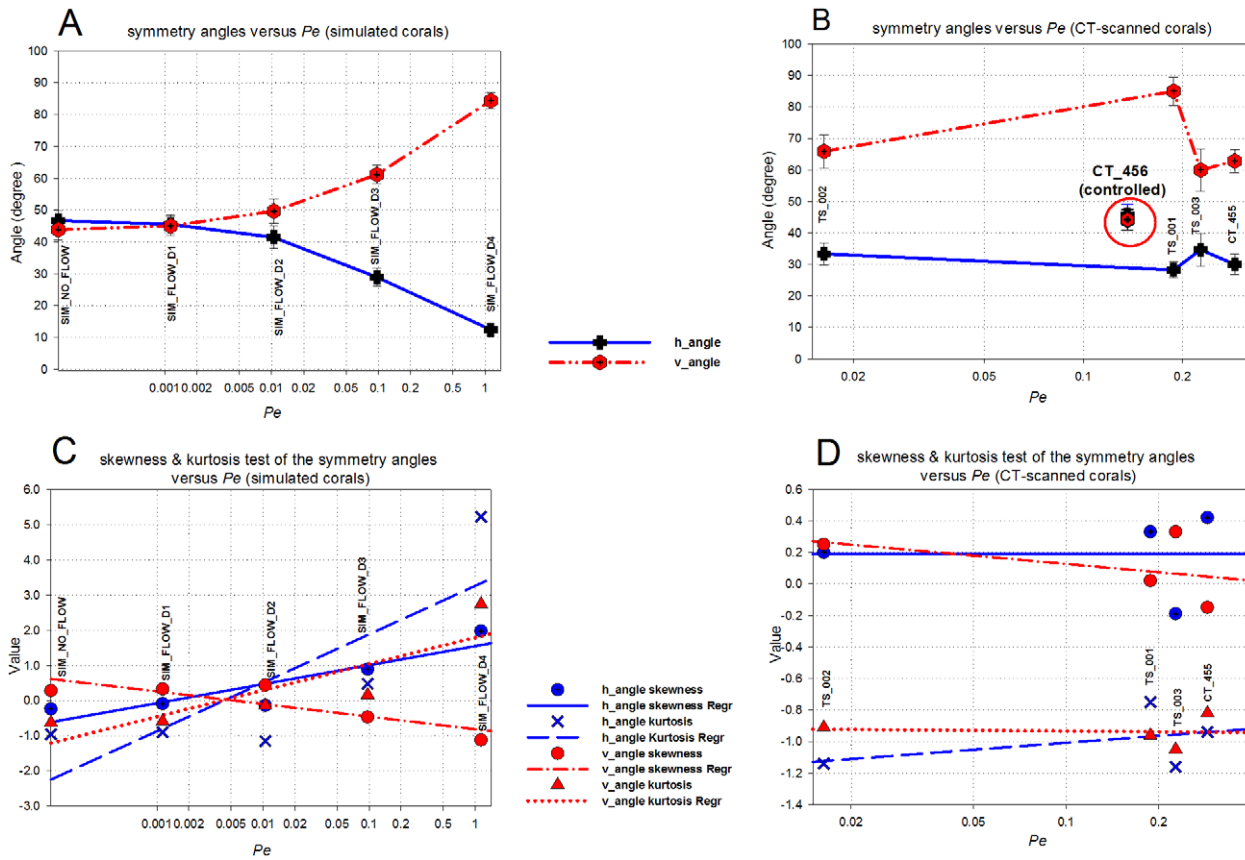 A
symmetry angles versus Pe (simulated corals)
100
90
80
70
60
50
40
30
20
10
0
Angle (degree)
SIM_NO_FLOW
SIM_FLOW_D1
SIM_FLOW_D2
SIM_FLOW_D3
SIM_FLOW_D4
0.001 0.002 0.005 0.01 0.02 0.05 0.1 0.2 0.5 1
Pe
h_angle
v_angle
B
symmetry angles versus Pe (CT-scanned corals)
100
90
80
70
60
50
40
30
20
10
0
Angle (degree)
TS_002
CT_456
(controlled)
TS_001
TS_003
CT_455
0.02 0.05 0.1 0.2
Pe
C
skewness & kurtosis test of the symmetry angles
versus Pe (simulated corals)
6.0
5.0
4.0
3.0
2.0
1.0
0.0
-1.0
-2.0
-3.0
Value
SIM_NO_FLOW
SIM_FLOW_D1
SIM_FLOW_D2
SIM_FLOW_D3
SIM_FLOW_D4
0.001 0.002 0.005 0.01 0.02 0.05 0.1 0.2 0.5 1
Pe
h_angle skewness
h_angle skewness Regr
h_angle kurtosis
h_angle Kurtosis Regr
v_angle skewness
v_angle skewness Regr
v_angle kurtosis
v_angle kurtosis Regr
D
skewness & kurtosis test of the symmetry angles
versus Pe (CT-scanned corals)
0.6
0.4
0.2
0.0
-0.2
-0.4
-0.6
-0.8
-1.0
-1.2
-1.4
Value
TS_002
TS_001
TS_003
CT_455
0.02 0.05 0.1 0.2
Pe